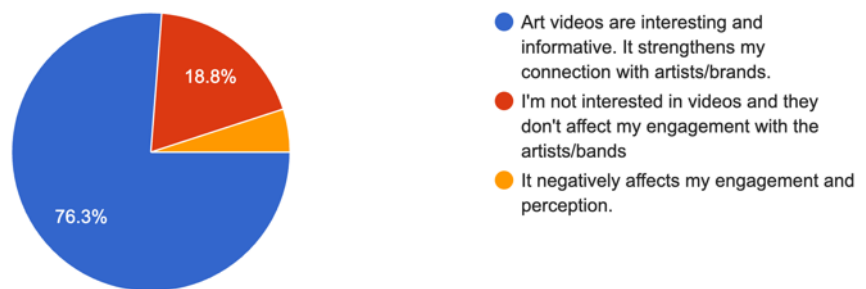 Art videos are interesting and
informative. It strengthens my
connection with artists/brands.
18.8%
I'm not interested in videos and they
don't affect my engagement with the
artists/bands
It negatively affects my engagement and
perception.
76.3%